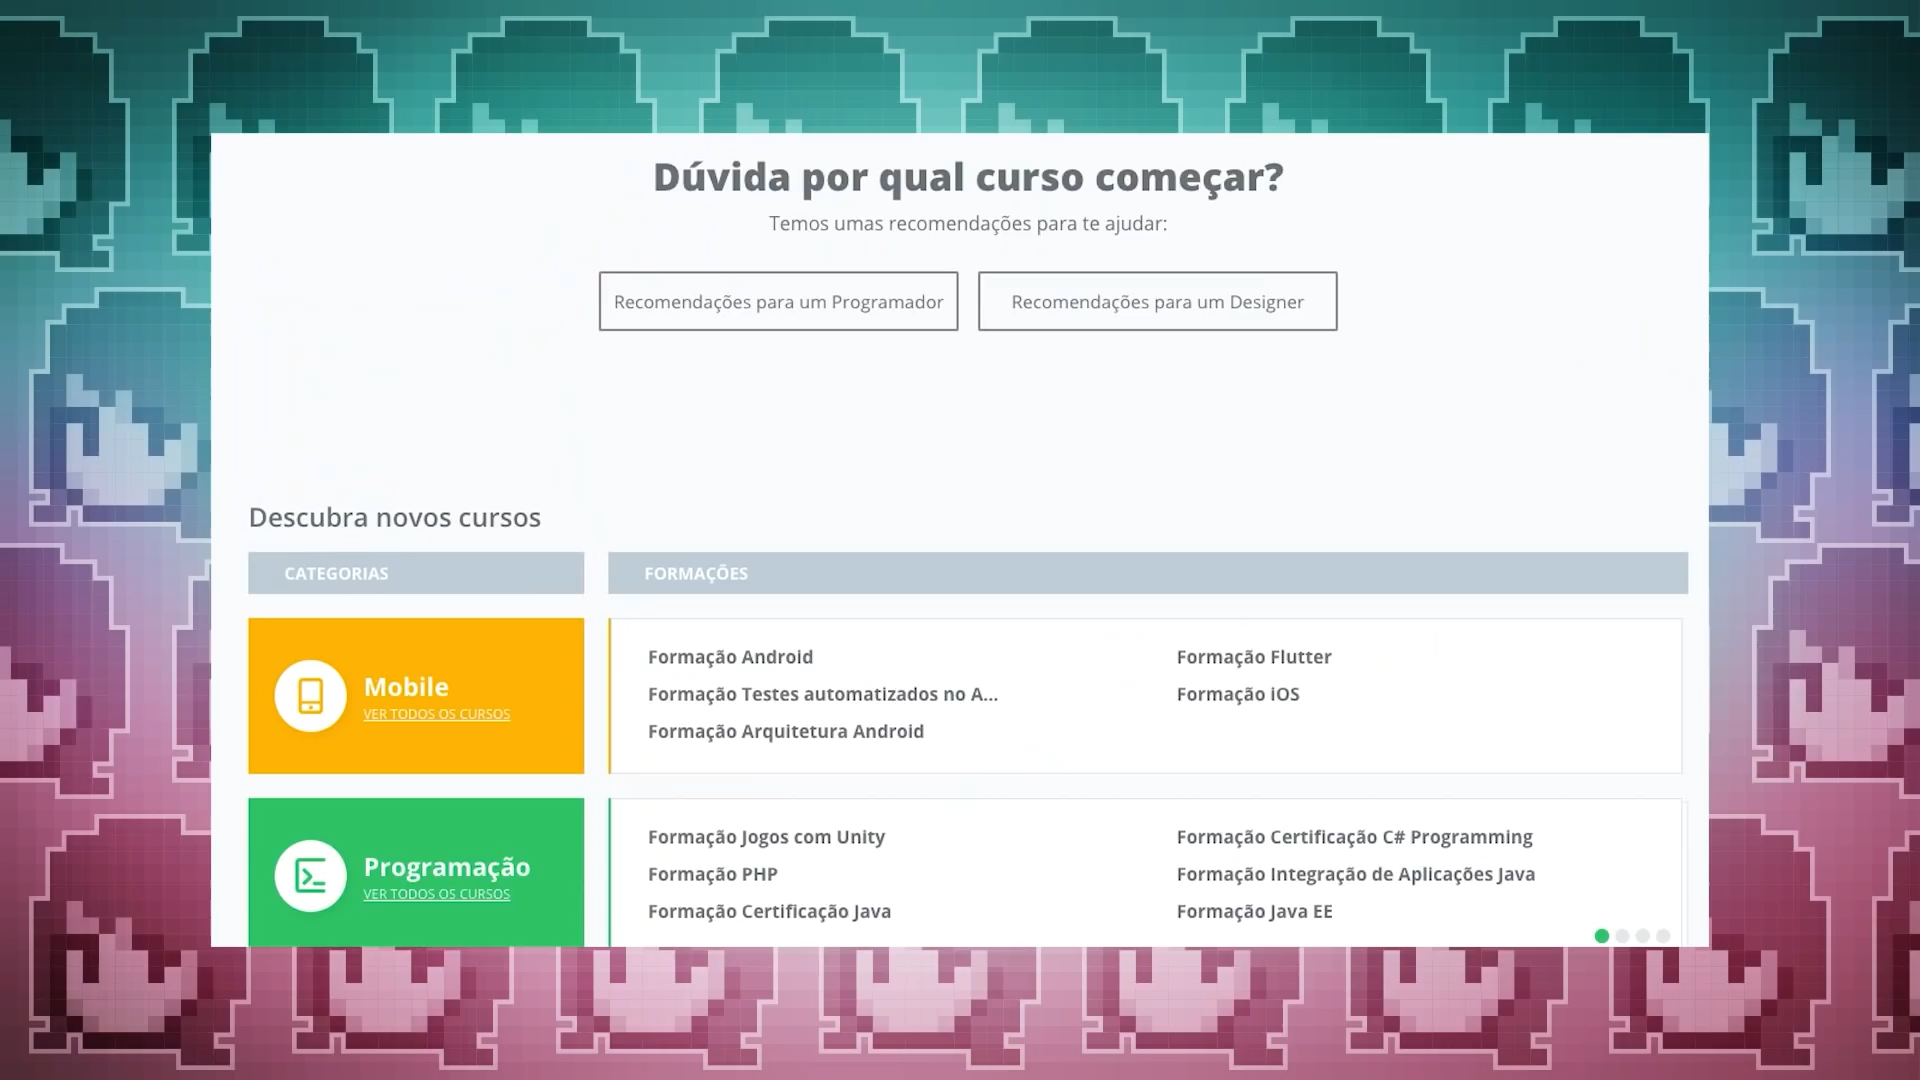 Dúvida por qual curso começar?
Temos umas recomendações para te ajudar:
Recomendações para um Programador
Recomendações para um Designer
Descubra novos cursos
CATEGORIAS
FORMAÇÕES
Mobile
VER TODOS OS CURSOS
Formação Android
Formação Flutter
Formação Testes automatizados no A...
Formação iOS
Formação Arquitetura Android
Programação
VER TODOS OS CURSOS
Formação Jogos com Unity
Formação Certificação C# Programming
Formação PHP
Formação Integração de Aplicações Java
Formação Certificação Java
Formação Java EE